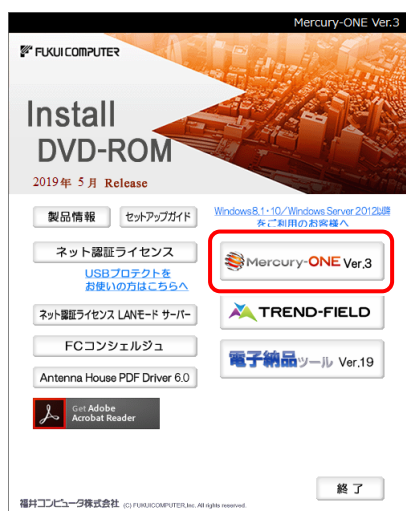 Mercury-ONE Ver.3
FUKUI COMPUTER
Install
DVD-ROM
2019年 5月 Release
製品情報
セットアップガイド
Windows8.1・10／Windows Server 2012以降
をご利用のお客様へ
ネット認証ライセンス
USBプロテクトを
お使いの方はこちらへ
Mercury-ONE Ver.3
ネット認証ライセンス LANモード サーバー
TREND-FIELD
FCコンシェルジュ
電子納品ツール Ver.19
Antenna House PDF Driver 6.0
Get Adobe
Acrobat Reader
終了
福井コンピュータ株式会社 (C) FUKUICOMPUTER,Inc. All rights reserved.